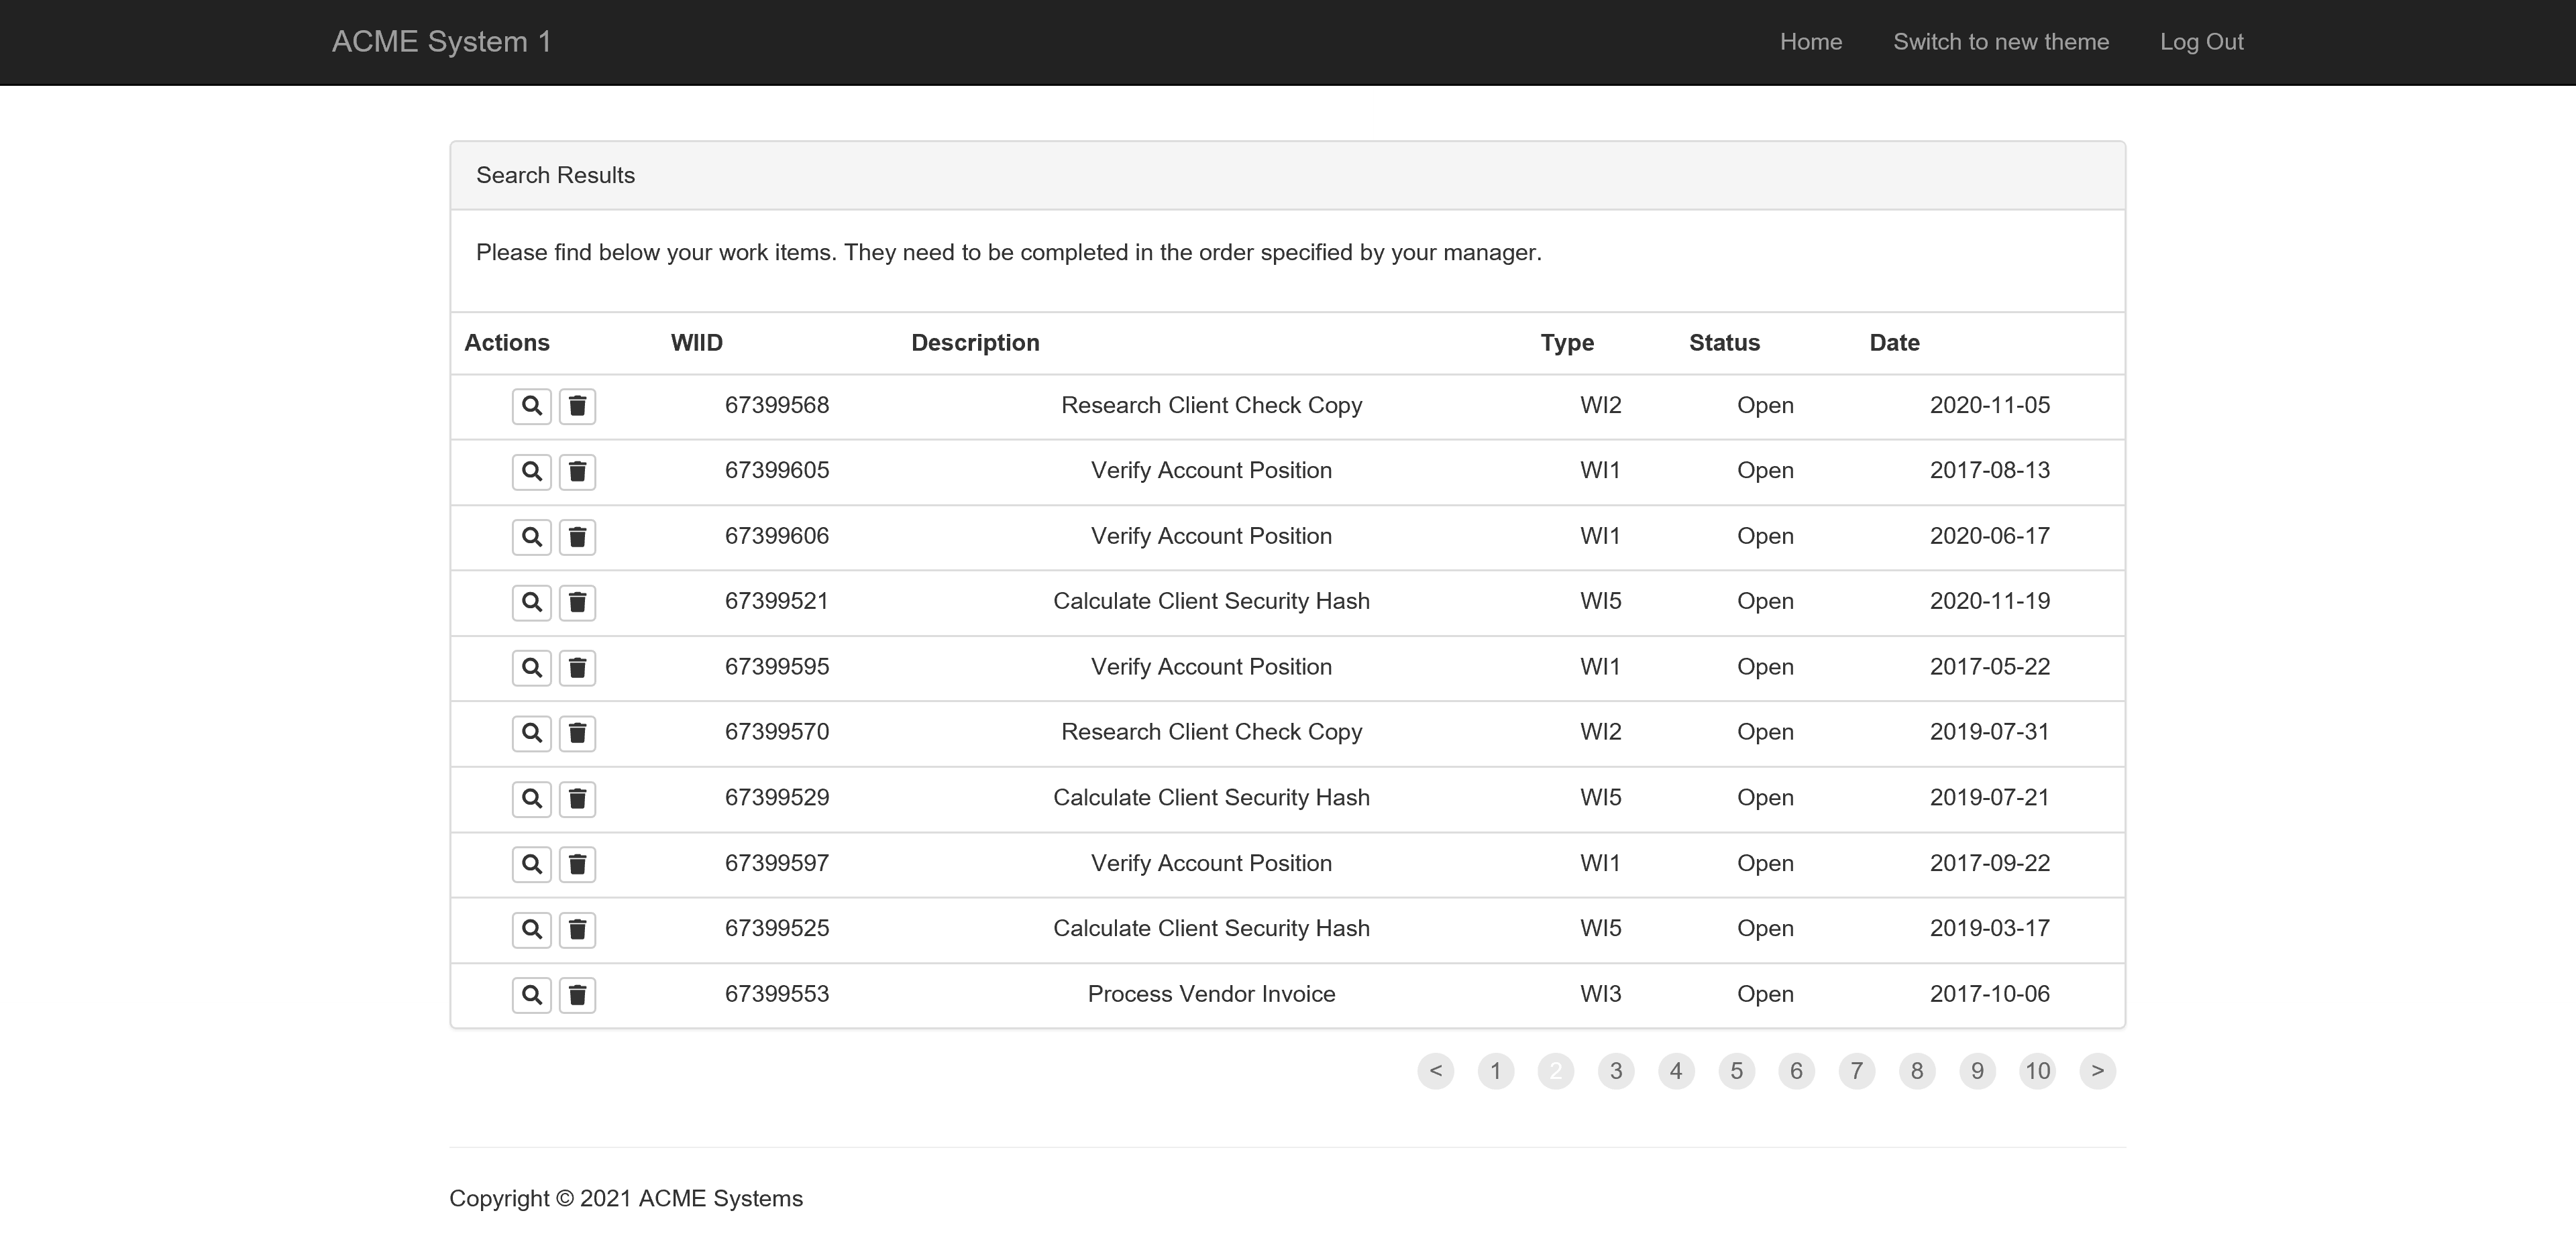 ACME System 1 Home Switch to new theme Log Out
Search Results
Please find below your work items. They need to be completed in the order specified by your manager.
Actions WIID Description Type Status Date
67399568 Research Client Check Copy WI2 Open 2020-11-05
67399605 Verify Account Position WI1 Open 2017-08-13
67399606 Verify Account Position WI1 Open 2020-06-17
67399521 Calculate Client Security Hash WI5 Open 2020-11-19
67399595 Verify Account Position WI1 Open 2017-05-22
67399570 Research Client Check Copy WI2 Open 2019-07-31
67399529 Calculate Client Security Hash WI5 Open 2019-07-21
67399597 Verify Account Position WI1 Open 2017-09-22
67399525 Calculate Client Security Hash WI5 Open 2019-03-17
67399553 Process Vendor Invoice WI3 Open 2017-10-06
< 1 2 3 4 5 6 7 8 9 10 >
Copyright © 2021 ACME Systems